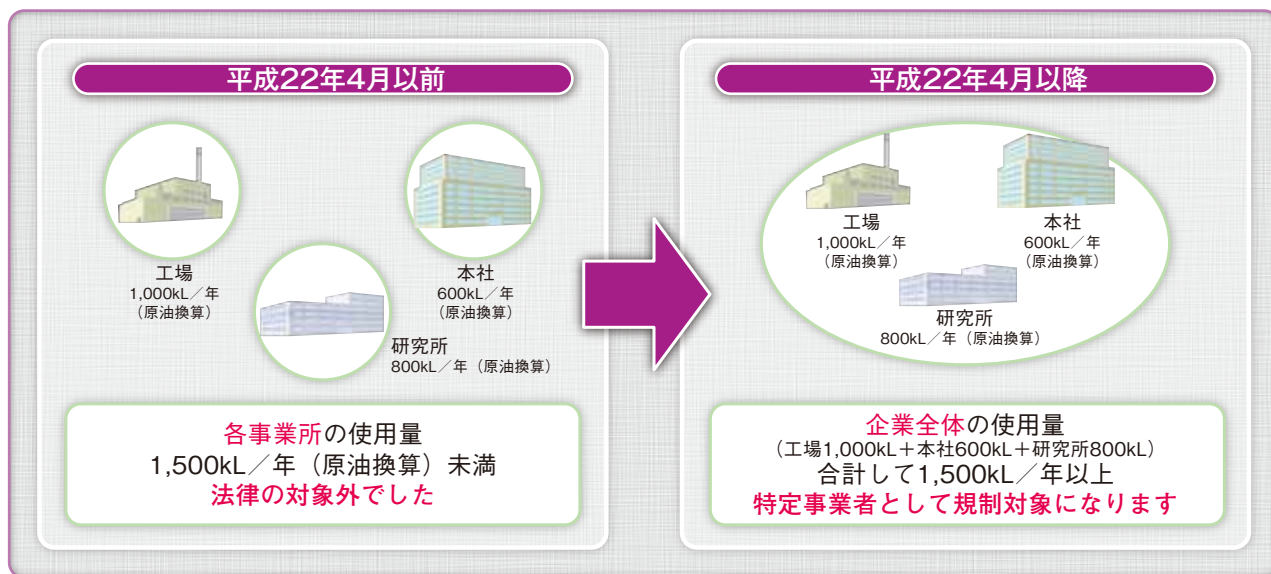 平成22年4月以前
工場
1,000kL／年
（原油換算）
本社
600kL／年
（原油換算）
研究所
800kL／年（原油換算）
各事業所の使用量
1,500kL／年（原油換算）未満
法律の対象外でした
平成22年4月以降
工場
1,000kL／年
（原油換算）
本社
600kL／年
（原油換算）
研究所
800kL／年（原油換算）
企業全体の使用量
（工場1,000kL＋本社600kL＋研究所800kL）
合計して1,500kL／年以上
特定事業者として規制対象になります